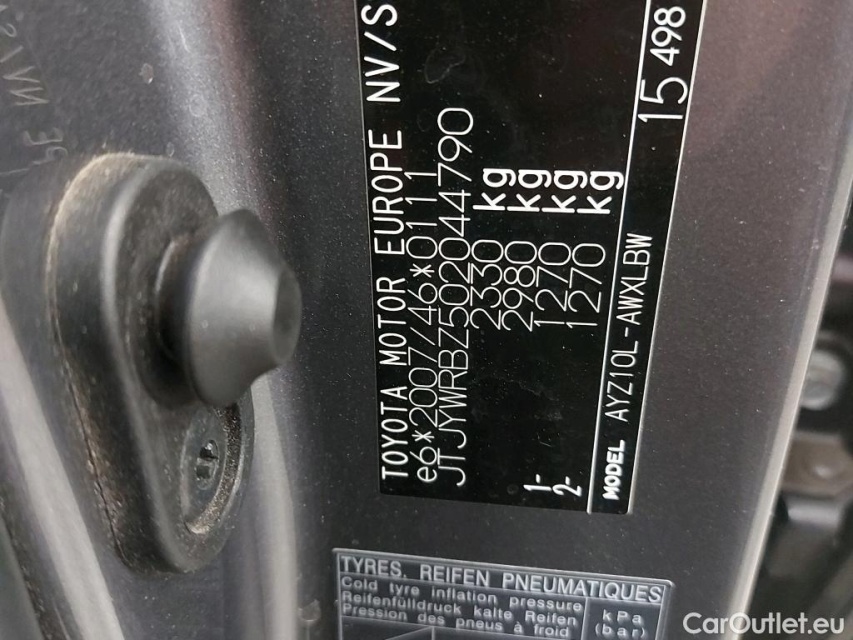 TOYOTA MOTOR EUROPE NV/S
e6*2007/46*0111
JTJYWRBZ502044790
2330 kg
2980 kg
1- 1270 kg
2- 1270 kg
MODEL AYZ10L-AWXLBW
15 498
TYRES, REIFEN PNEUMATIQUES
Cold tyre inflation pressure
Reifenfülldruck kalte Reifen
Pression des pneus à froid
kPa
(bar)
CarOutlet.eu